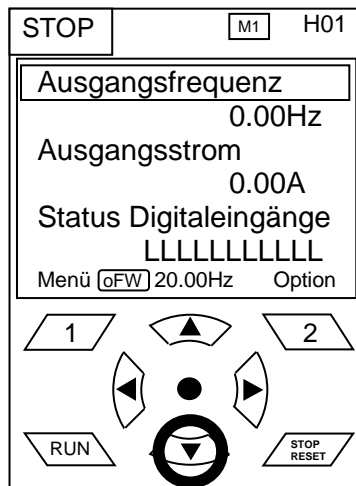 STOP M1 H01
Ausgangsfrequenz
0.00Hz
Ausgangsstrom
0.00A
Status Digitaleingänge
LLLLLLLLLLL
Menü oFW 20.00Hz Option
1 2
RUN STOP
RESET